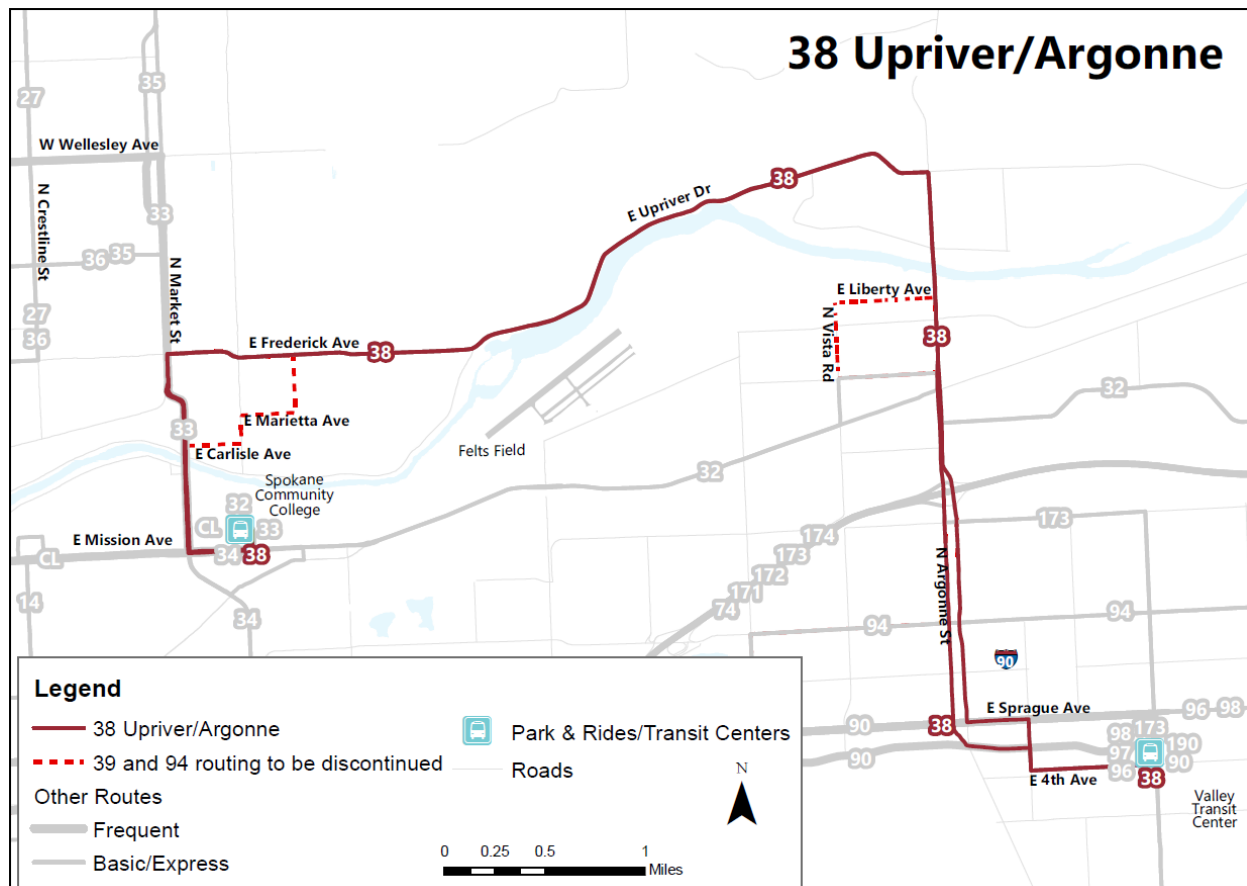 38 Upriver/Argonne
27
35
W Wellesley Ave
N Crestline St
33
36
35
27
36
N Market St
E Upriver Dr
38
E Frederick Ave
38
E Liberty Ave
N Vista Rd
38
32
E Marietta Ave
33
E Carlisle Ave
Felts Field
32
Spokane
Community
College
32
CL
33
E Mission Ave
34
38
CL
14
34
174
173
172
171
74
173
N Argonne St
94
94
90
E Sprague Ave
96
98
90
38
90
98
173
97
190
96
90
38
E 4th Ave
Valley
Transit
Center
Legend
38 Upriver/Argonne
39 and 94 routing to be discontinued
Other Routes
Frequent
Basic/Express
Park & Rides/Transit Centers
Roads
N
0 0.25 0.5 1
Miles